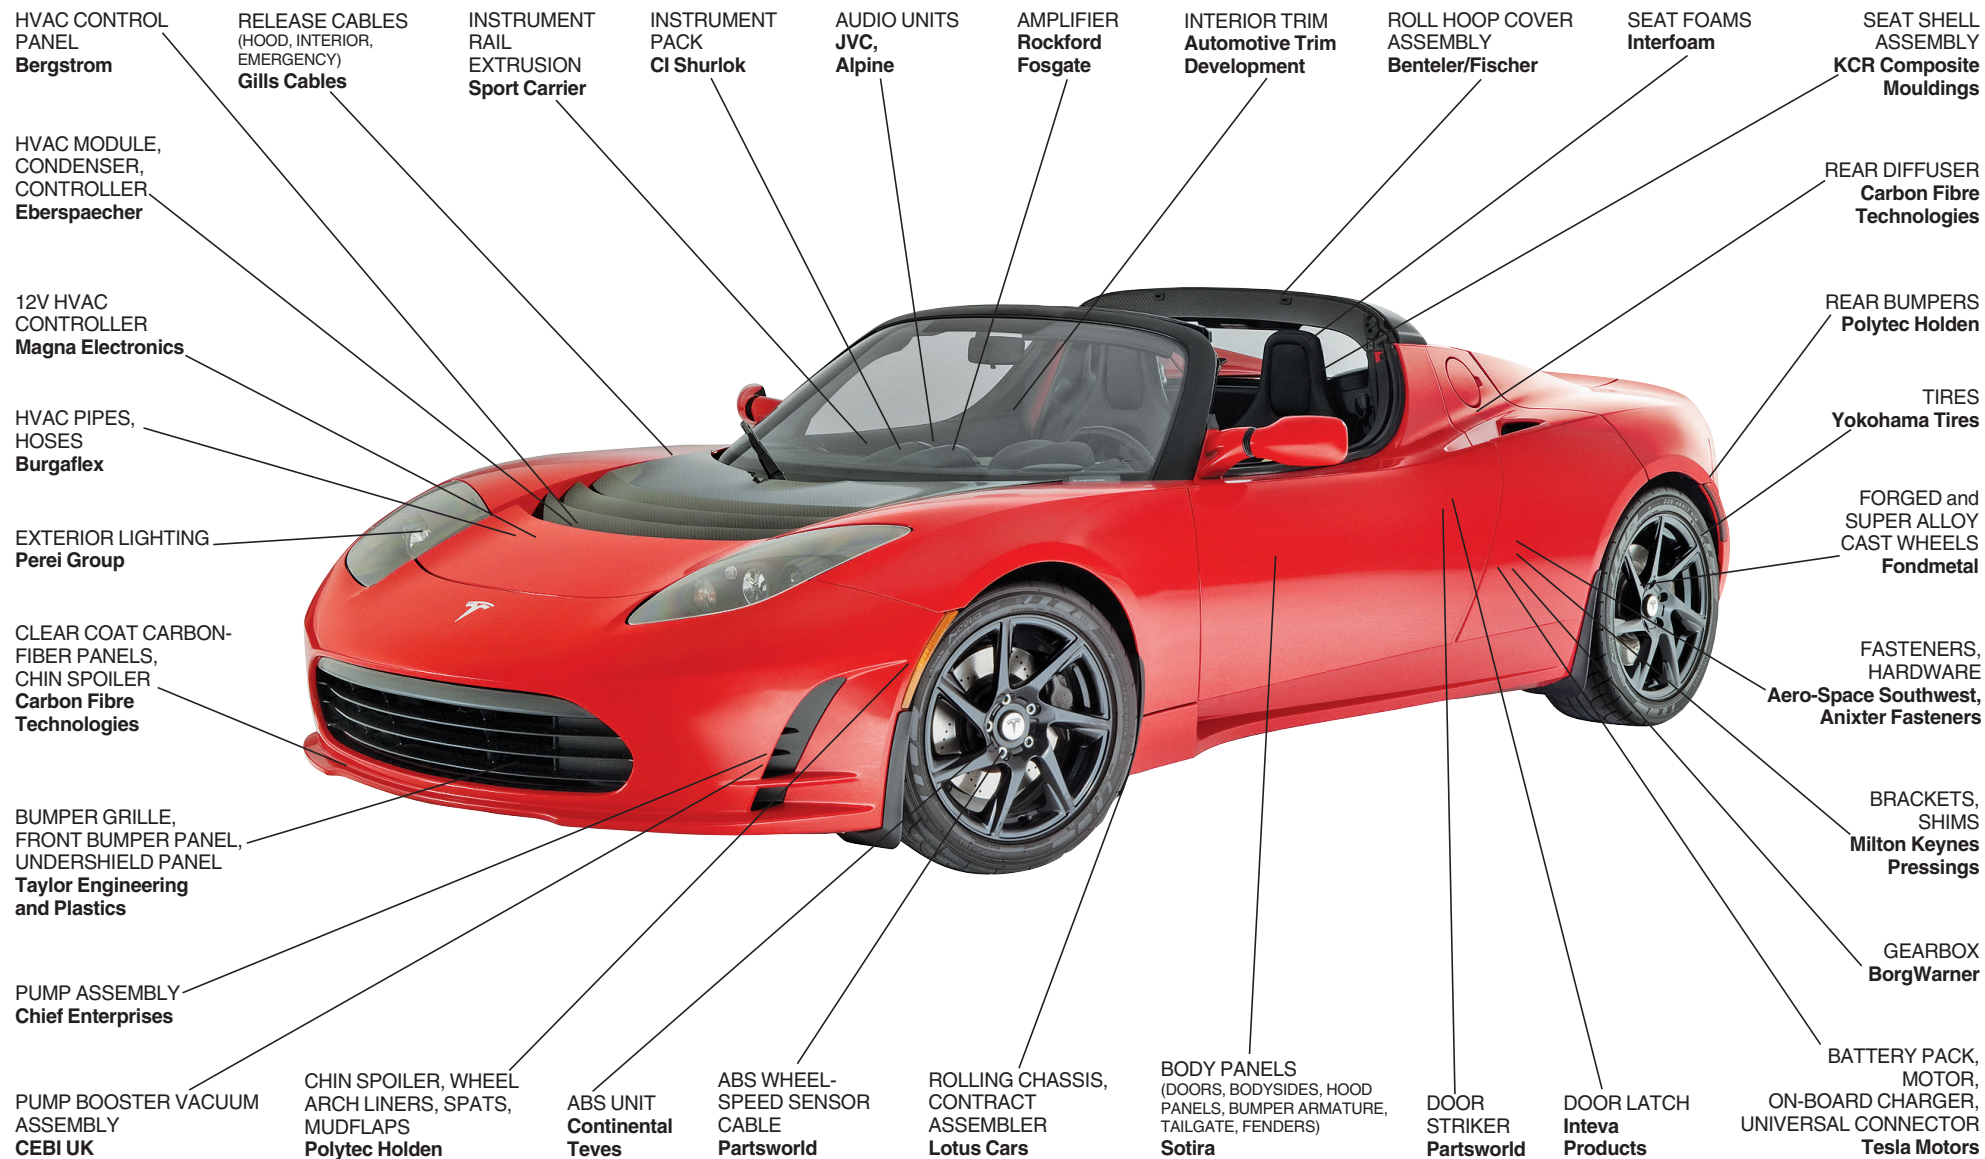 HVAC CONTROL
PANEL
Bergstrom
RELEASE CABLES
(HOOD, INTERIOR,
EMERGENCY)
Gills Cables
INSTRUMENT
RAIL
EXTRUSION
Sport Carrier
INSTRUMENT
PACK
CI Shurlok
AUDIO UNITS
JVC,
Alpine
AMPLIFIER
Rockford
Fosgate
INTERIOR TRIM
Automotive Trim
Development
ROLL HOOP COVER
ASSEMBLY
Benteler/Fischer
SEAT FOAMS
Interfoam
SEAT SHELL
ASSEMBLY
KCR Composite
Mouldings
HVAC MODULE,
CONDENSER,
CONTROLLER
Eberspaecher
REAR DIFFUSER
Carbon Fibre
Technologies
12V HVAC
CONTROLLER
Magna Electronics
REAR BUMPERS
Polytec Holden
HVAC PIPES,
HOSES
Burgaflex
TIRES
Yokohama Tires
EXTERIOR LIGHTING
Perei Group
FORGED and
SUPER ALLOY
CAST WHEELS
Fondmetal
CLEAR COAT CARBON-
FIBER PANELS,
CHIN SPOILER
Carbon Fibre
Technologies
FASTENERS,
HARDWARE
Aero-Space Southwest,
Anixter Fasteners
BUMPER GRILLE,
FRONT BUMPER PANEL,
UNDERSHIELD PANEL
Taylor Engineering
and Plastics
BRACKETS,
SHIMS
Milton Keynes
Pressings
PUMP ASSEMBLY
Chief Enterprises
GEARBOX
BorgWarner
PUMP BOOSTER VACUUM
ASSEMBLY
CEBI UK
CHIN SPOILER, WHEEL
ARCH LINERS, SPATS,
MUDFLAPS
Polytec Holden
ABS UNIT
Continental
Teves
ABS WHEEL-
SPEED SENSOR
CABLE
Partsworld
ROLLING CHASSIS,
CONTRACT
ASSEMBLER
Lotus Cars
BODY PANELS
(DOORS, BODYSIDES, HOOD
PANELS, BUMPER ARMATURE,
TAILGATE, FENDERS)
Sotira
DOOR
STRIKER
Partsworld
DOOR LATCH
Inteva
Products
BATTERY PACK,
MOTOR,
ON-BOARD CHARGER,
UNIVERSAL CONNECTOR
Tesla Motors